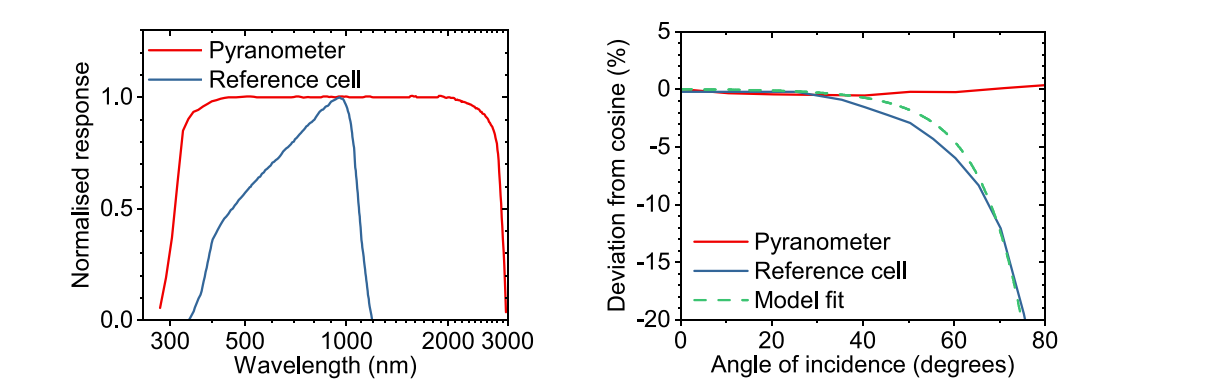 Normalised response
1.0
0.5
0.0
Pyranometer
Reference cell
300 500 1000 2000 3000
Wavelength (nm)
Deviation from cosine (%)
5
0
-5
-10
-15
-20
Pyranometer
Reference cell
Model fit
0 20 40 60 80
Angle of incidence (degrees)